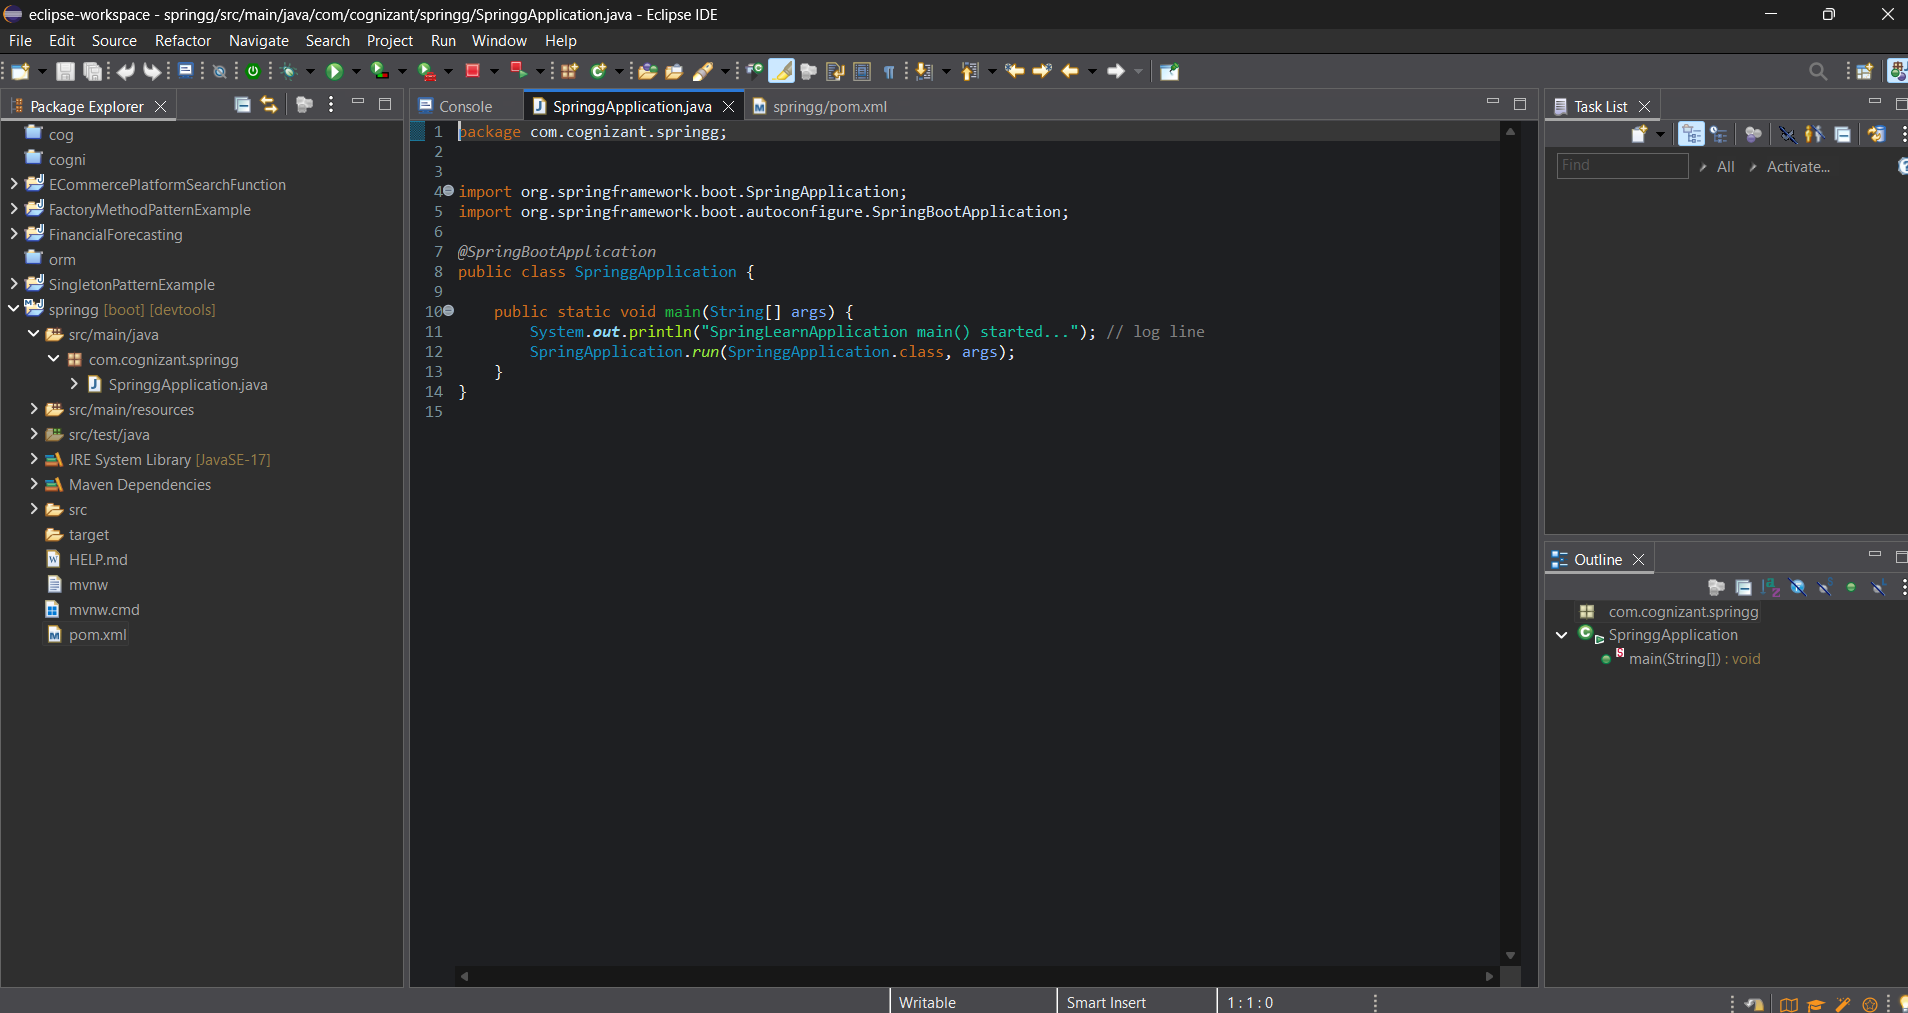 eclipse-workspace - springg/src/main/java/com/cognizant/springg/SpringgApplication.java - Eclipse IDE
File Edit Source Refactor Navigate Search Project Run Window Help
Package Explorer
cog
cogni
ECommercePlatformSearchFunction
FactoryMethodPatternExample
FinancialForecasting
orm
SingletonPatternExample
springg [boot] [devtools]
src/main/java
com.cognizant.springg
SpringgApplication.java
src/main/resources
src/test/java
JRE System Library [JavaSE-17]
Maven Dependencies
src
target
HELP.md
mvnw
mvnw.cmd
pom.xml
Console SpringgApplication.java springg/pom.xml
1 package com.cognizant.springg;
2
3
4 import org.springframework.boot.SpringApplication;
5 import org.springframework.boot.autoconfigure.SpringBootApplication;
6
7 @SpringBootApplication
8 public class SpringgApplication {
9
10 public static void main(String[] args) {
11 System.out.println("SpringLearnApplication main() started..."); // log line
12 SpringApplication.run(SpringgApplication.class, args);
13 }
14 }
15
Task List
Find All Activate...
Outline
com.cognizant.springg
SpringgApplication
main(String[]) : void
Writable Smart Insert 1 : 1 : 0